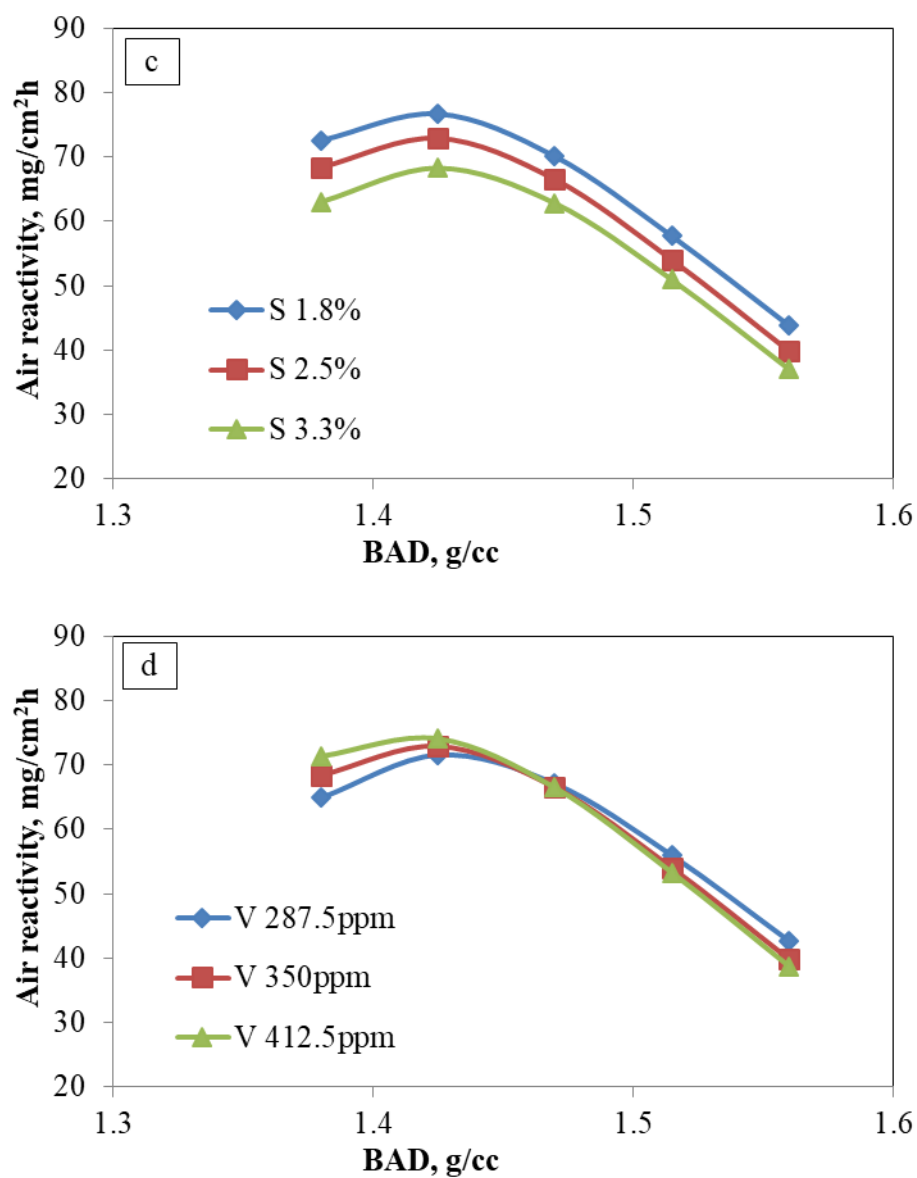 c
Air reactivity, mg/cm²h
90
80
70
60
50
40
30
20
S 1.8%
S 2.5%
S 3.3%
1.3 1.4 1.5 1.6
BAD, g/cc
d
Air reactivity, mg/cm²h
90
80
70
60
50
40
30
20
V 287.5ppm
V 350ppm
V 412.5ppm
1.3 1.4 1.5 1.6
BAD, g/cc